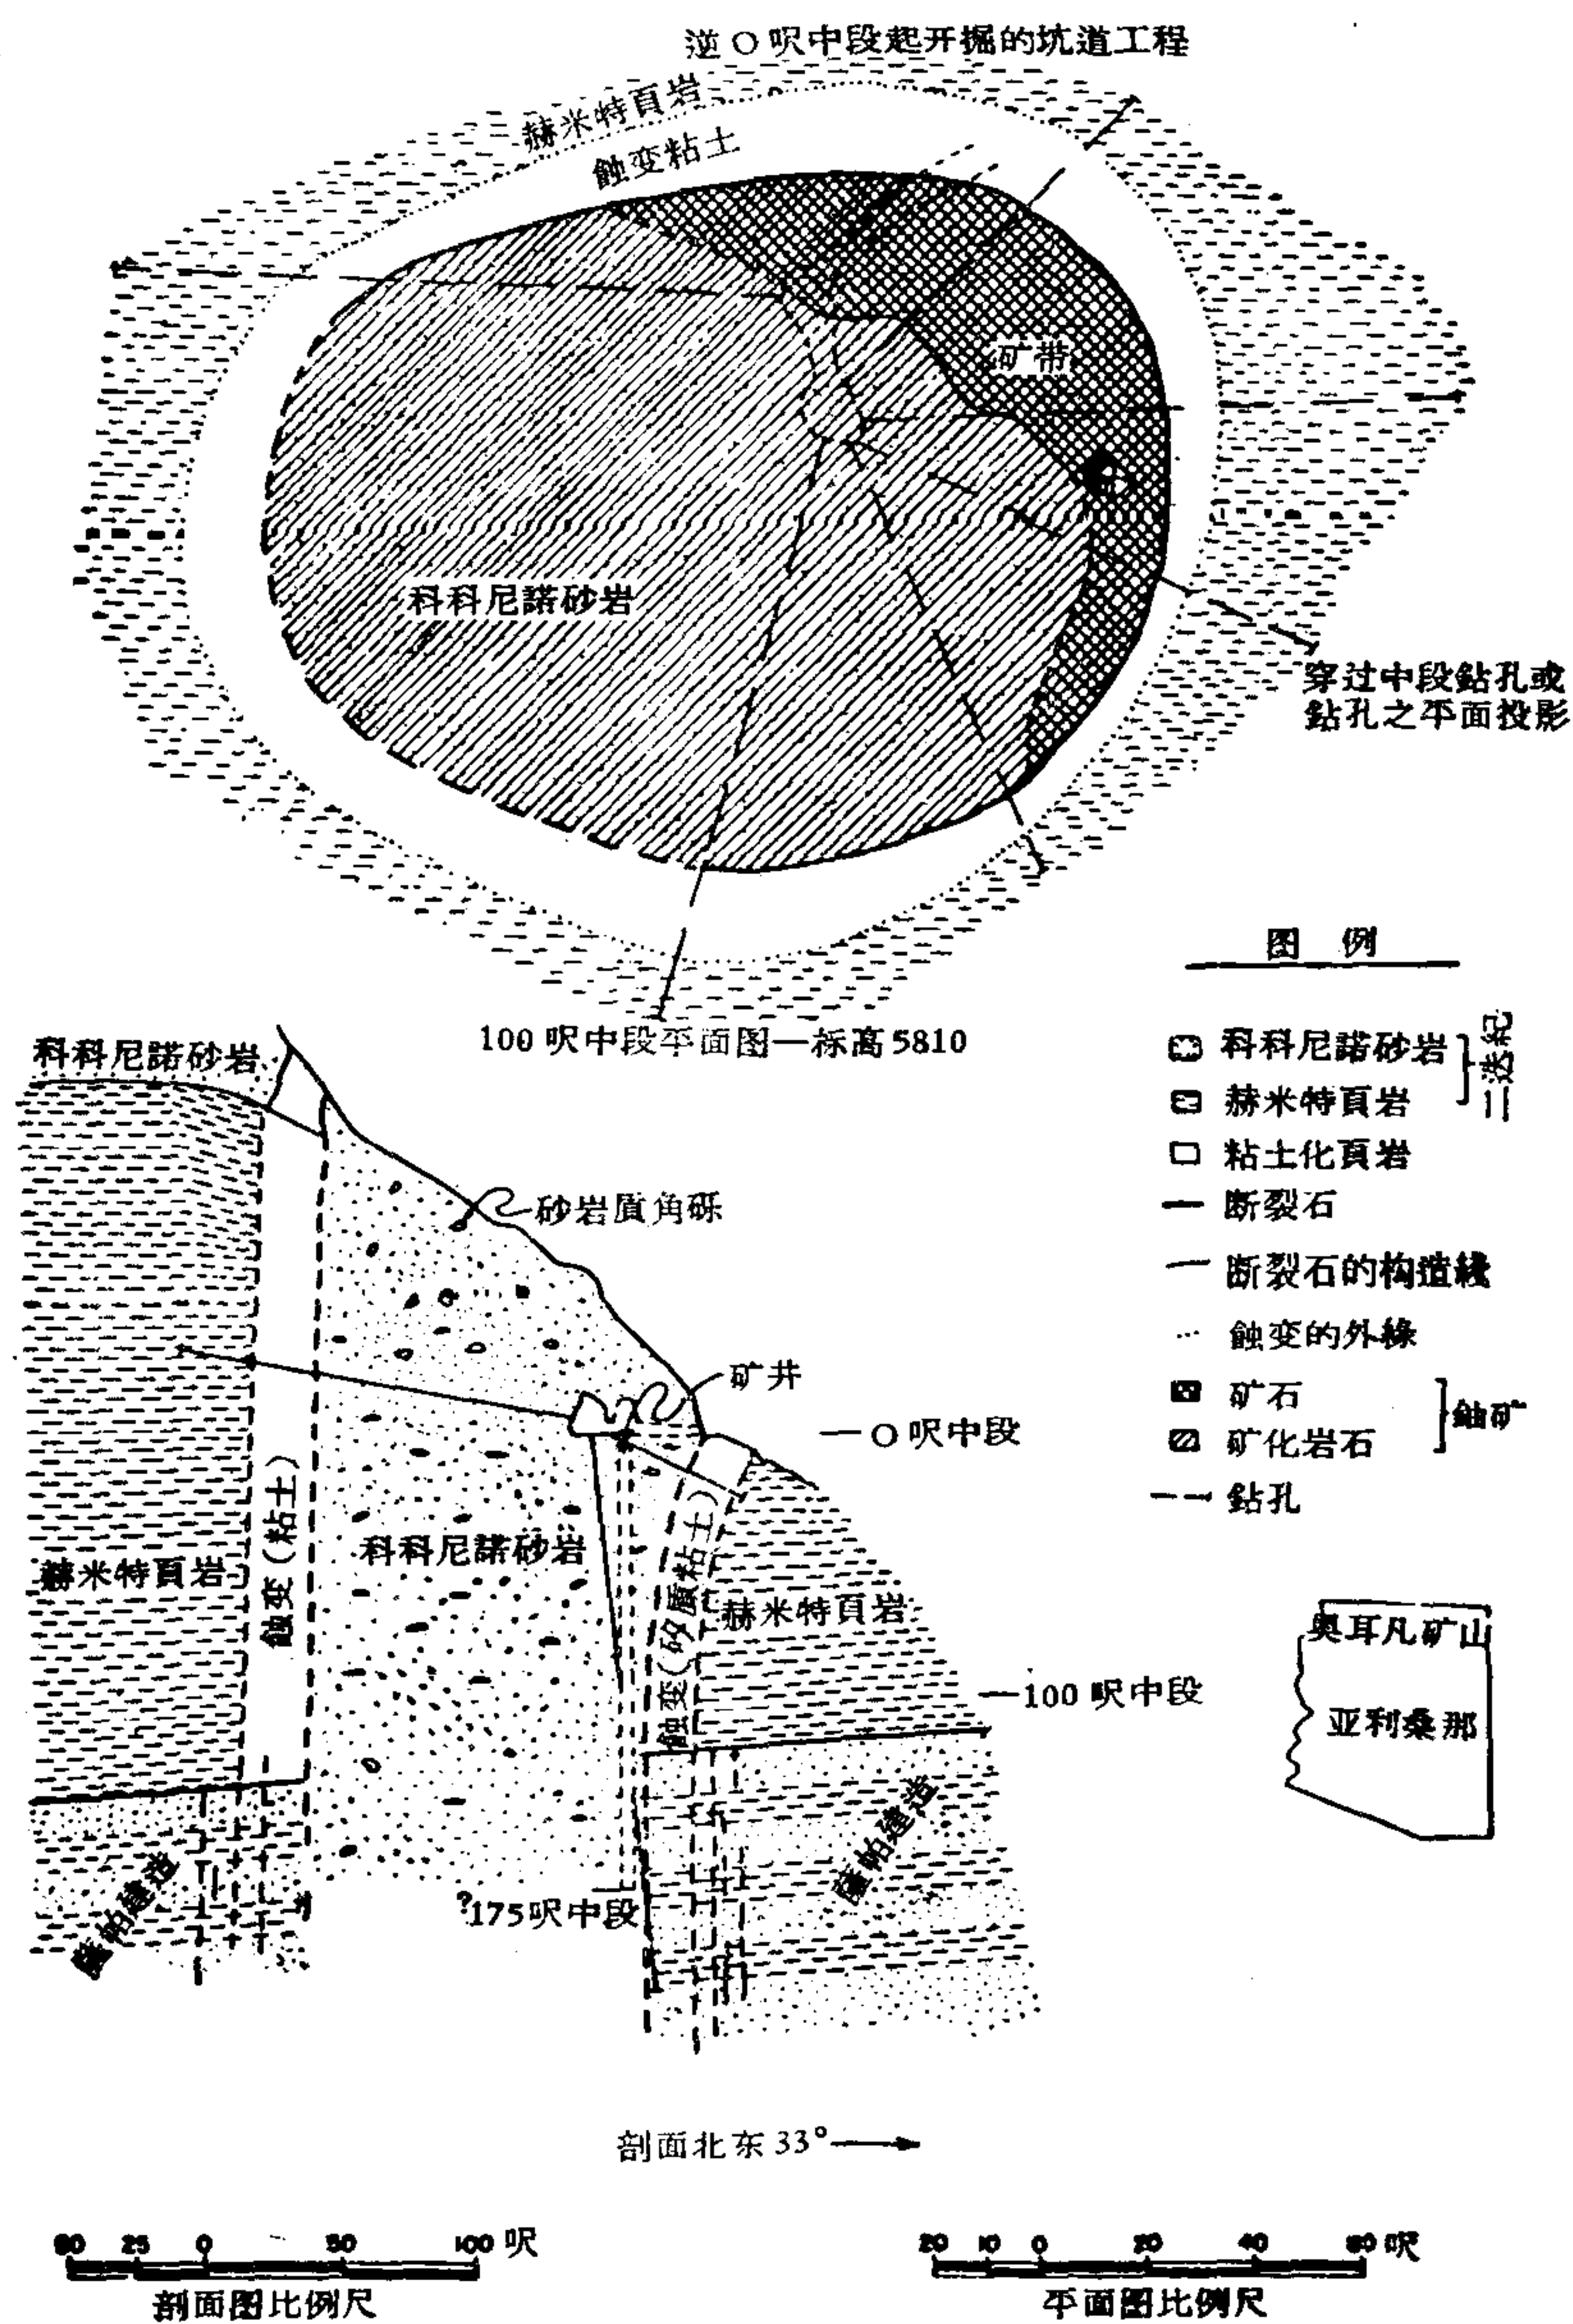 逆O呎中段起开掘的坑道工程
赫米特頁岩
蝕变粘土
矿带
科科尼諾砂岩
穿过中段鉆孔或
鉆孔之平面投影
100呎中段平面图—标高5810
图 例
科科尼諾砂岩
赫米特頁岩
二迭紀
粘土化頁岩
断裂石
断裂石的构造綫
蝕变的外緣
矿石
矿化岩石
鈾矿
鉆孔
科科尼諾砂岩
砂岩質角砾
矿井
O呎中段
赫米特頁岩
蝕变(粘土)
科科尼諾砂岩
蝕变(矽質粘土)
赫米特頁岩
100呎中段
薩帕建造
薩帕建造
?175呎中段
奥耳凡矿山
亚利桑那
剖面北东33°
50 25 0 50 100呎
剖面图比例尺
20 10 0 20 40 60呎
平面图比例尺